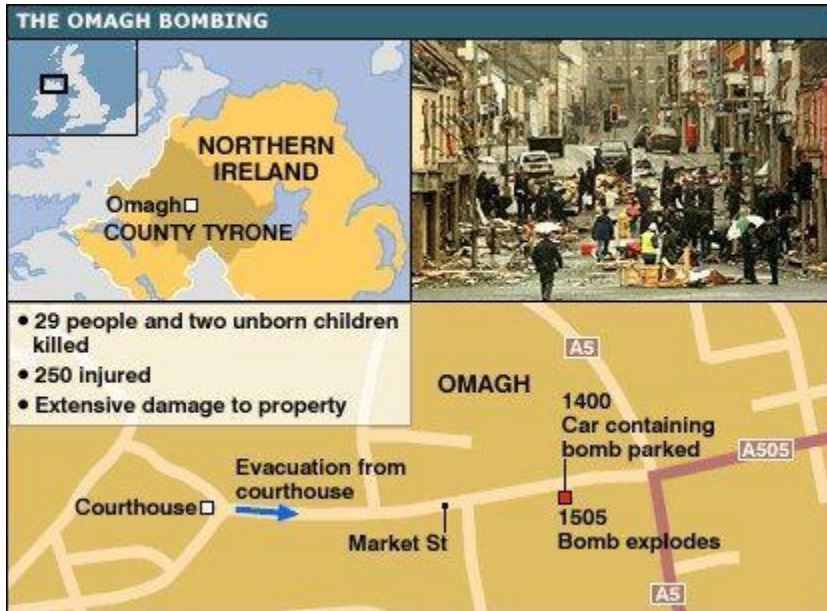 THE OMAGH BOMBING
NORTHERN
IRELAND
Omagh
COUNTY TYRONE
• 29 people and two unborn children
killed
• 250 injured
• Extensive damage to property
A5
OMAGH
1400
Car containing
bomb parked
A505
Evacuation from
courthouse
Courthouse
Market St
1505
Bomb explodes
A5